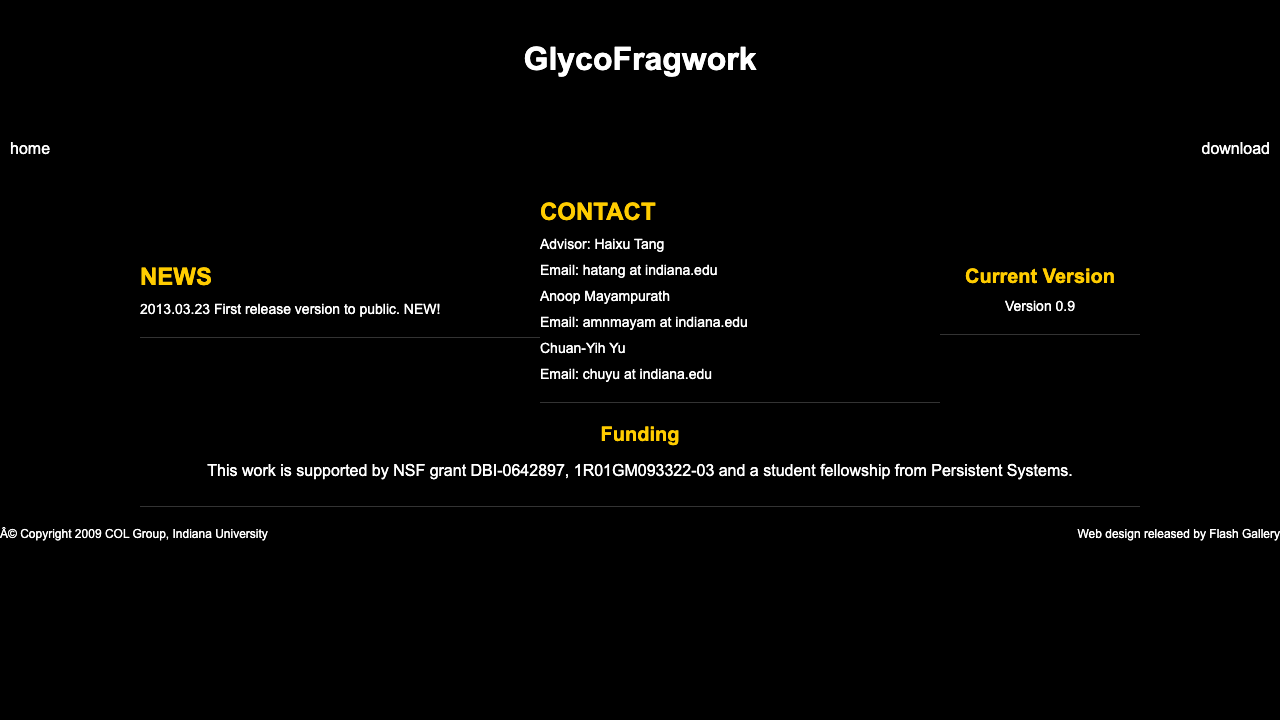 GlycoFragwork
home
download
NEWS
2013.03.23 First release version to public. NEW!
CONTACT
Advisor: Haixu Tang
Email: hatang at indiana.edu
Anoop Mayampurath
Email: amnmayam at indiana.edu
Chuan-Yih Yu
Email: chuyu at indiana.edu
Current Version
Version 0.9
Funding
This work is supported by NSF grant DBI-0642897, 1R01GM093322-03 and a student fellowship from Persistent Systems.
Â© Copyright 2009 COL Group, Indiana University
Web design released by Flash Gallery